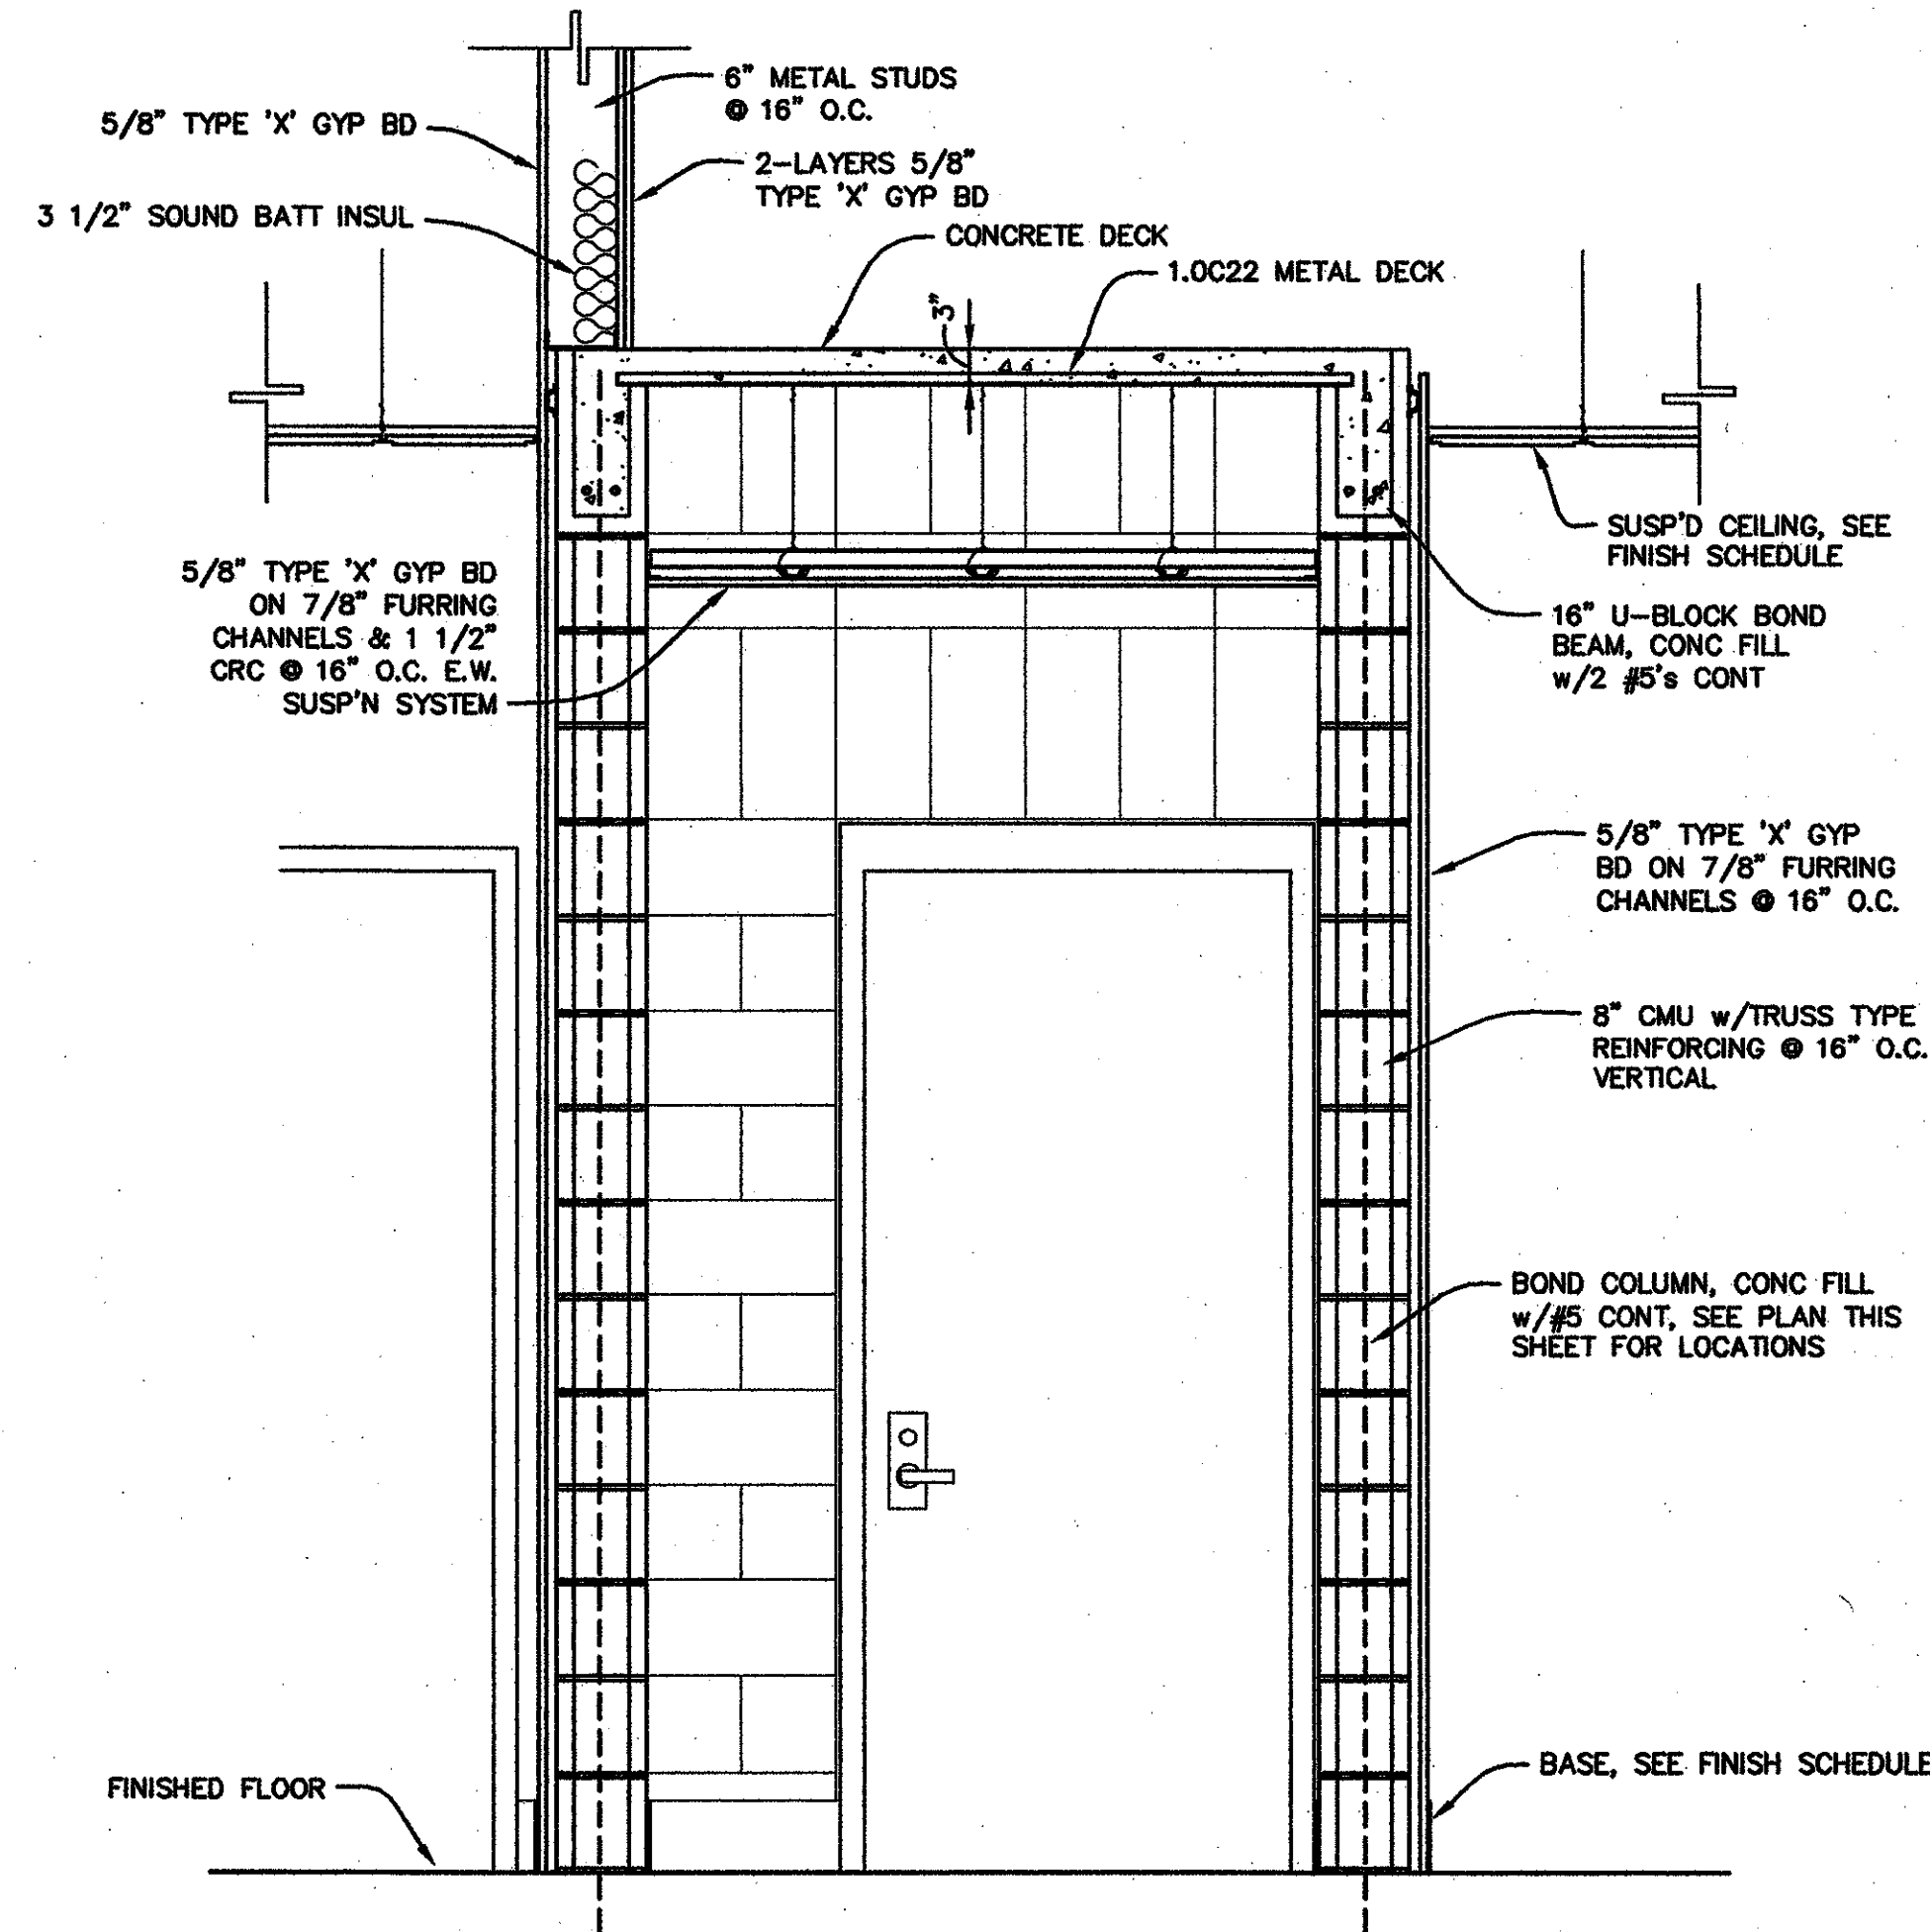 6" METAL STUDS
@ 16" O.C.
5/8" TYPE 'X' GYP BD
2-LAYERS 5/8"
TYPE 'X' GYP BD
3 1/2" SOUND BATT INSUL
CONCRETE DECK
1.0C22 METAL DECK
3"
SUSP'D CEILING, SEE
FINISH SCHEDULE
5/8" TYPE 'X' GYP BD
ON 7/8" FURRING
CHANNELS & 1 1/2"
CRC @ 16" O.C. E.W.
SUSP'N SYSTEM
16" U-BLOCK BOND
BEAM, CONC FILL
w/2 #5's CONT
5/8" TYPE 'X' GYP
BD ON 7/8" FURRING
CHANNELS @ 16" O.C.
8" CMU w/TRUSS TYPE
REINFORCING @ 16" O.C.
VERTICAL
BOND COLUMN, CONC FILL
w/#5 CONT, SEE PLAN THIS
SHEET FOR LOCATIONS
BASE, SEE FINISH SCHEDULE
FINISHED FLOOR